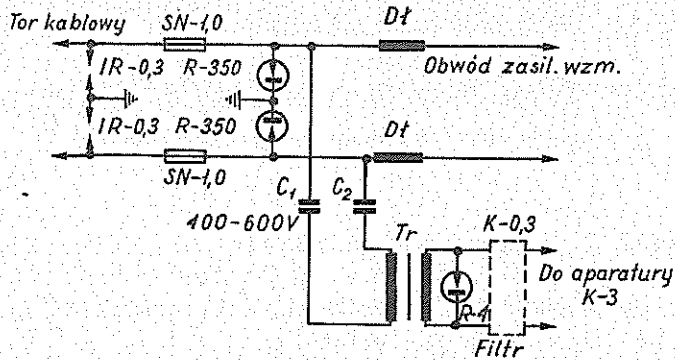 Tor kablowy
SN-1,0
Dł
IR-0,3
R-350
Obwód zasil. wzm.
IR-0,3
R-350
Dł
SN-1,0
C1
C2
400-600V
Tr
K-0,3
Do aparatury
K-3
R-4
Filtr